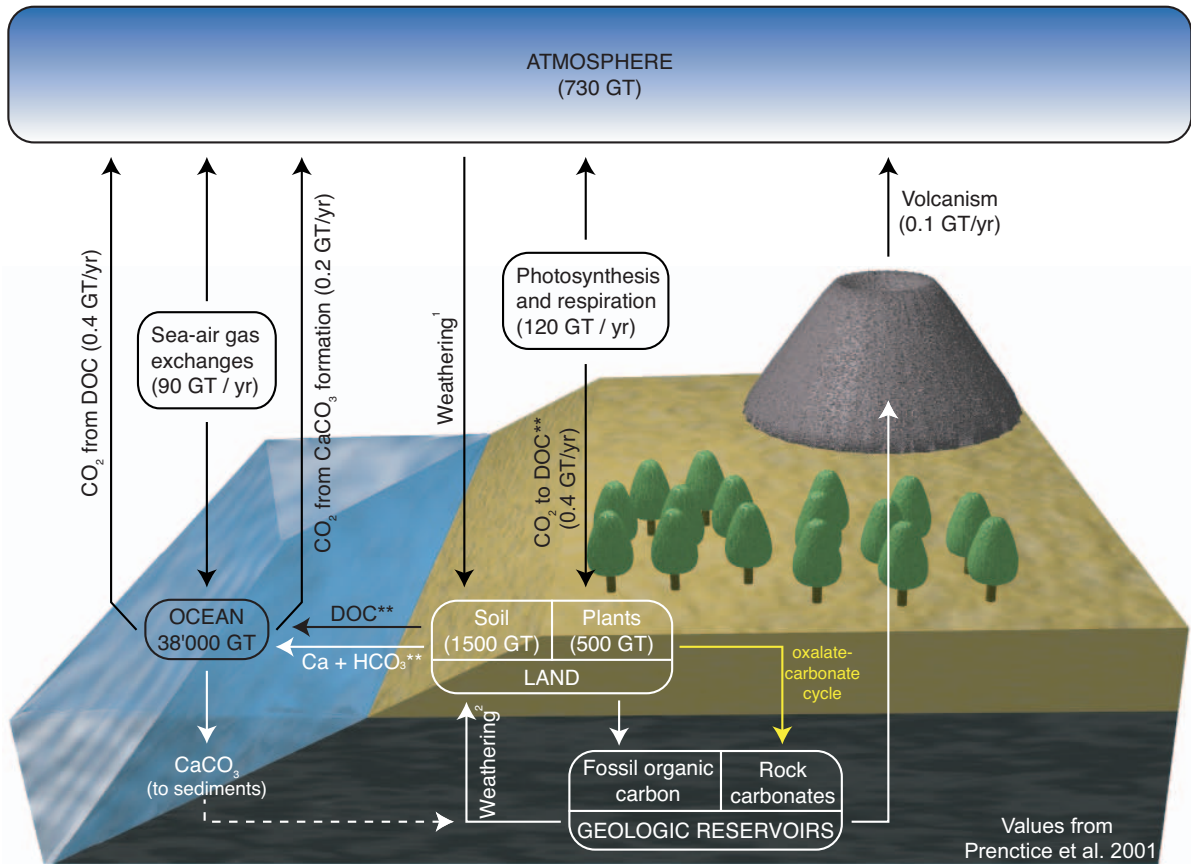 ATMOSPHERE
(730 GT)
CO₂ from DOC (0.4 GT/yr)
Sea-air gas
exchanges
(90 GT / yr)
CO₂ from CaCO₃ formation (0.2 GT/yr)
Weathering¹
Photosynthesis
and respiration
(120 GT / yr)
CO₂ to DOC**
(0.4 GT/yr)
Volcanism
(0.1 GT/yr)
OCEAN
38'000 GT
DOC**
Ca + HCO₃**
Soil
(1500 GT)
Plants
(500 GT)
LAND
oxalate-
carbonate
cycle
CaCO₃
(to sediments)
Weathering²
Fossil organic
carbon
Rock
carbonates
GEOLOGIC RESERVOIRS
Values from
Prenctice et al. 2001